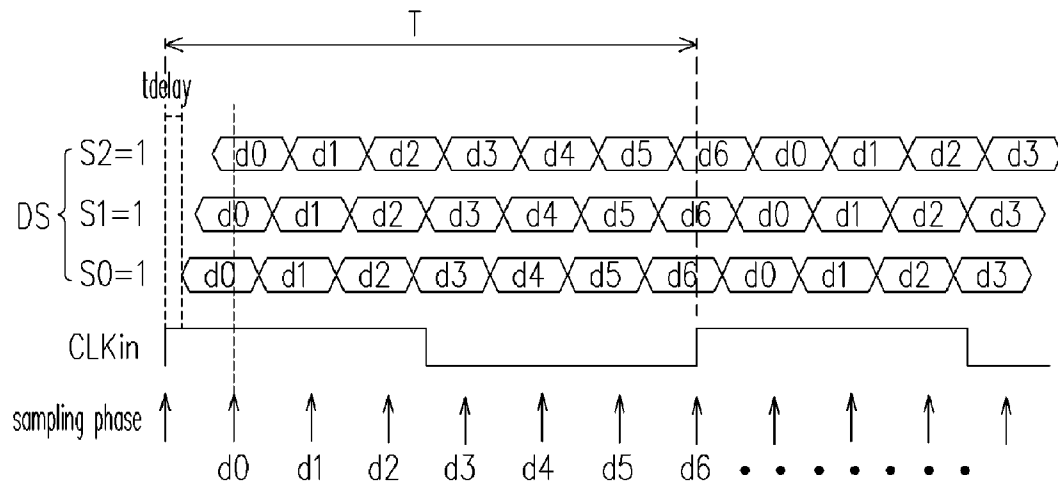 T
tdelay
S2=1 d0 d1 d2 d3 d4 d5 d6 d0 d1 d2 d3
DS S1=1 d0 d1 d2 d3 d4 d5 d6 d0 d1 d2 d3
S0=1 d0 d1 d2 d3 d4 d5 d6 d0 d1 d2 d3
CLKin
sampling phase
d0 d1 d2 d3 d4 d5 d6 • • • • • • •